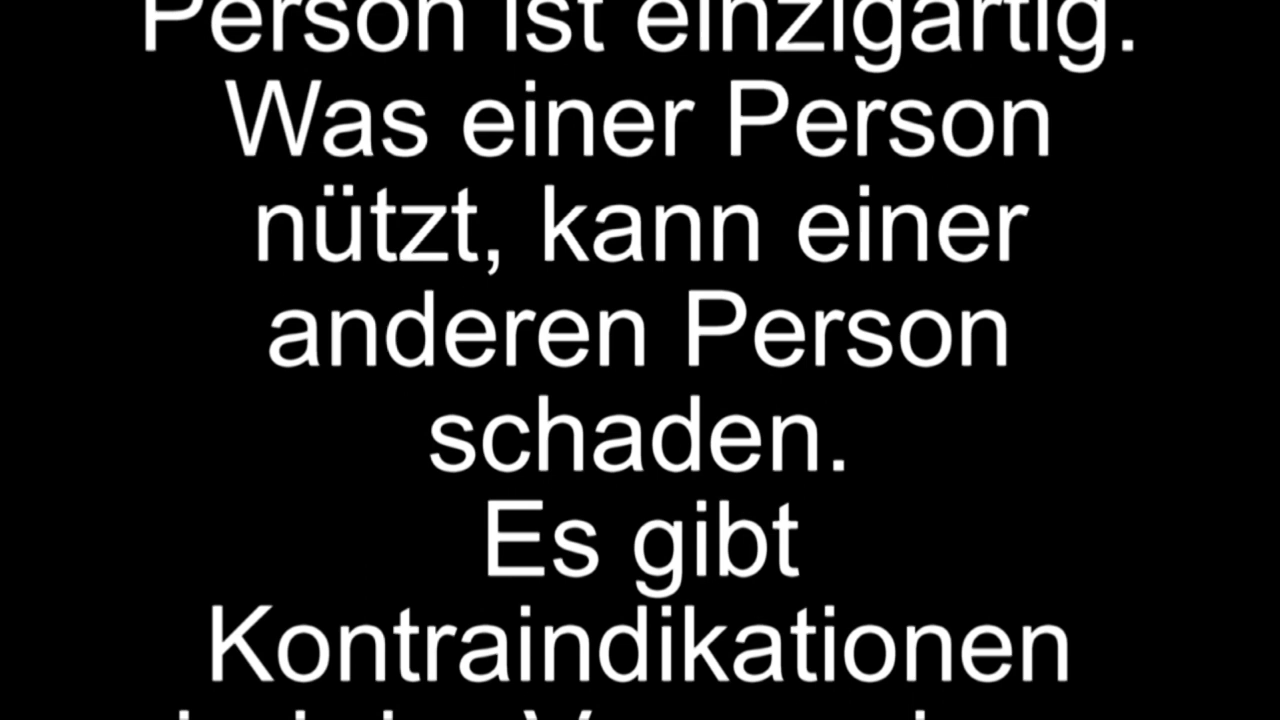 Person ist einzigartig.
Was einer Person
nützt, kann einer
anderen Person
schaden.
Es gibt
Kontraindikationen